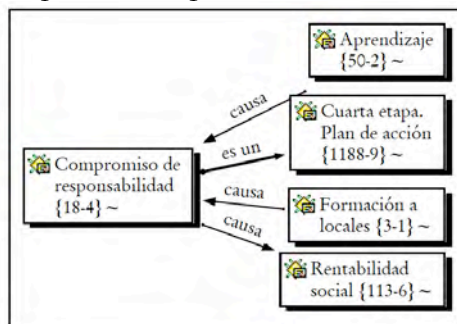 Aprendizaje
{50-2} ~
causa
Cuarta etapa.
Plan de acción
{1188-9} ~
es un
Compromiso de
responsabilidad
{18-4} ~
causa
Formación a
locales {3-1} ~
causa
Rentabilidad
social {113-6} ~